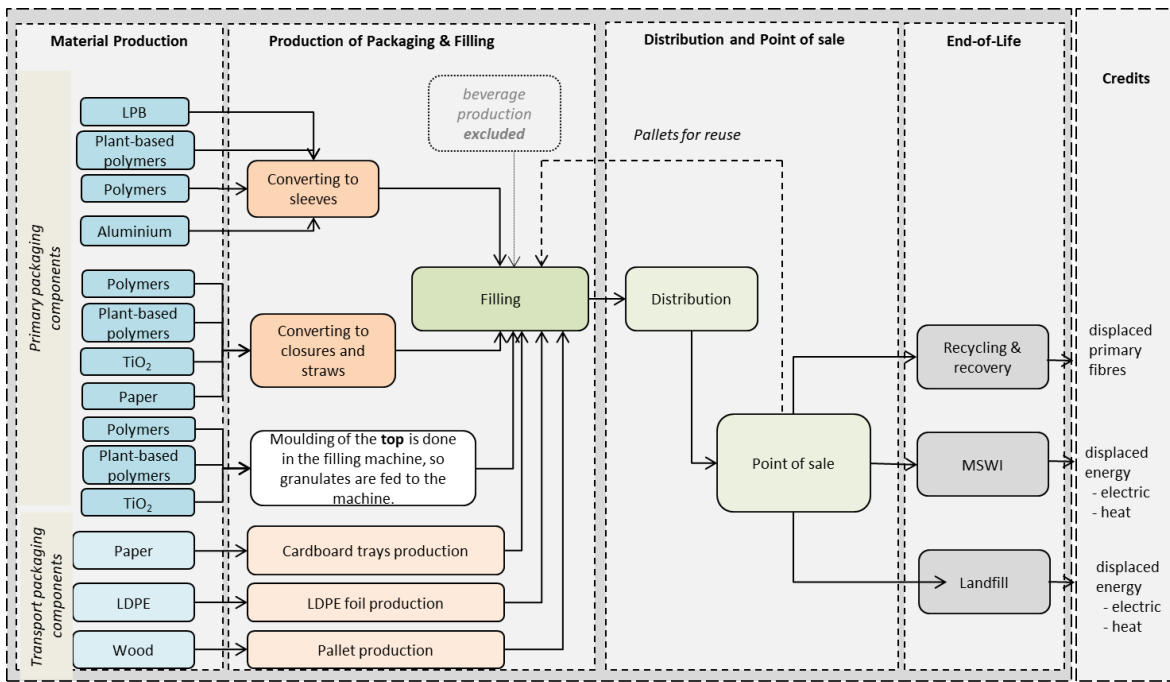 Material Production
Production of Packaging & Filling
Distribution and Point of sale
End-of-Life
Credits
Primary packaging
components
LPB
Plant-based
polymers
Polymers
Aluminium
Converting to
sleeves
beverage
production
excluded
Pallets for reuse
Polymers
Plant-based
polymers
TiO₂
Paper
Converting to
closures and
straws
Filling
Distribution
Polymers
Plant-based
polymers
TiO₂
Moulding of the top is done
in the filling machine, so
granulates are fed to the
machine.
Point of sale
Recycling &
recovery
displaced
primary
fibres
MSWI
displaced
energy
- electric
- heat
Landfill
displaced
energy
- electric
- heat
Transport packaging
components
Paper
Cardboard trays production
LDPE
LDPE foil production
Wood
Pallet production